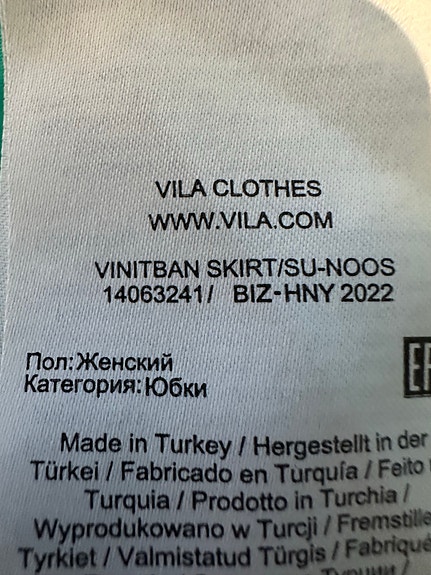 VILA CLOTHES
WWW.VILA.COM
VINITBAN SKIRT/SU-NOOS
14063241/ BIZ-HNY 2022
Пол:Женский
Категория:Юбки
Made in Turkey / Hergestellt in der
Türkei / Fabricado en Turquía / Feito
Turquia / Prodotto in Turchia /
Wyprodukowano w Turcji / Fremstille
Tyrkiet / Valmistatud Türgis / Fabriqué